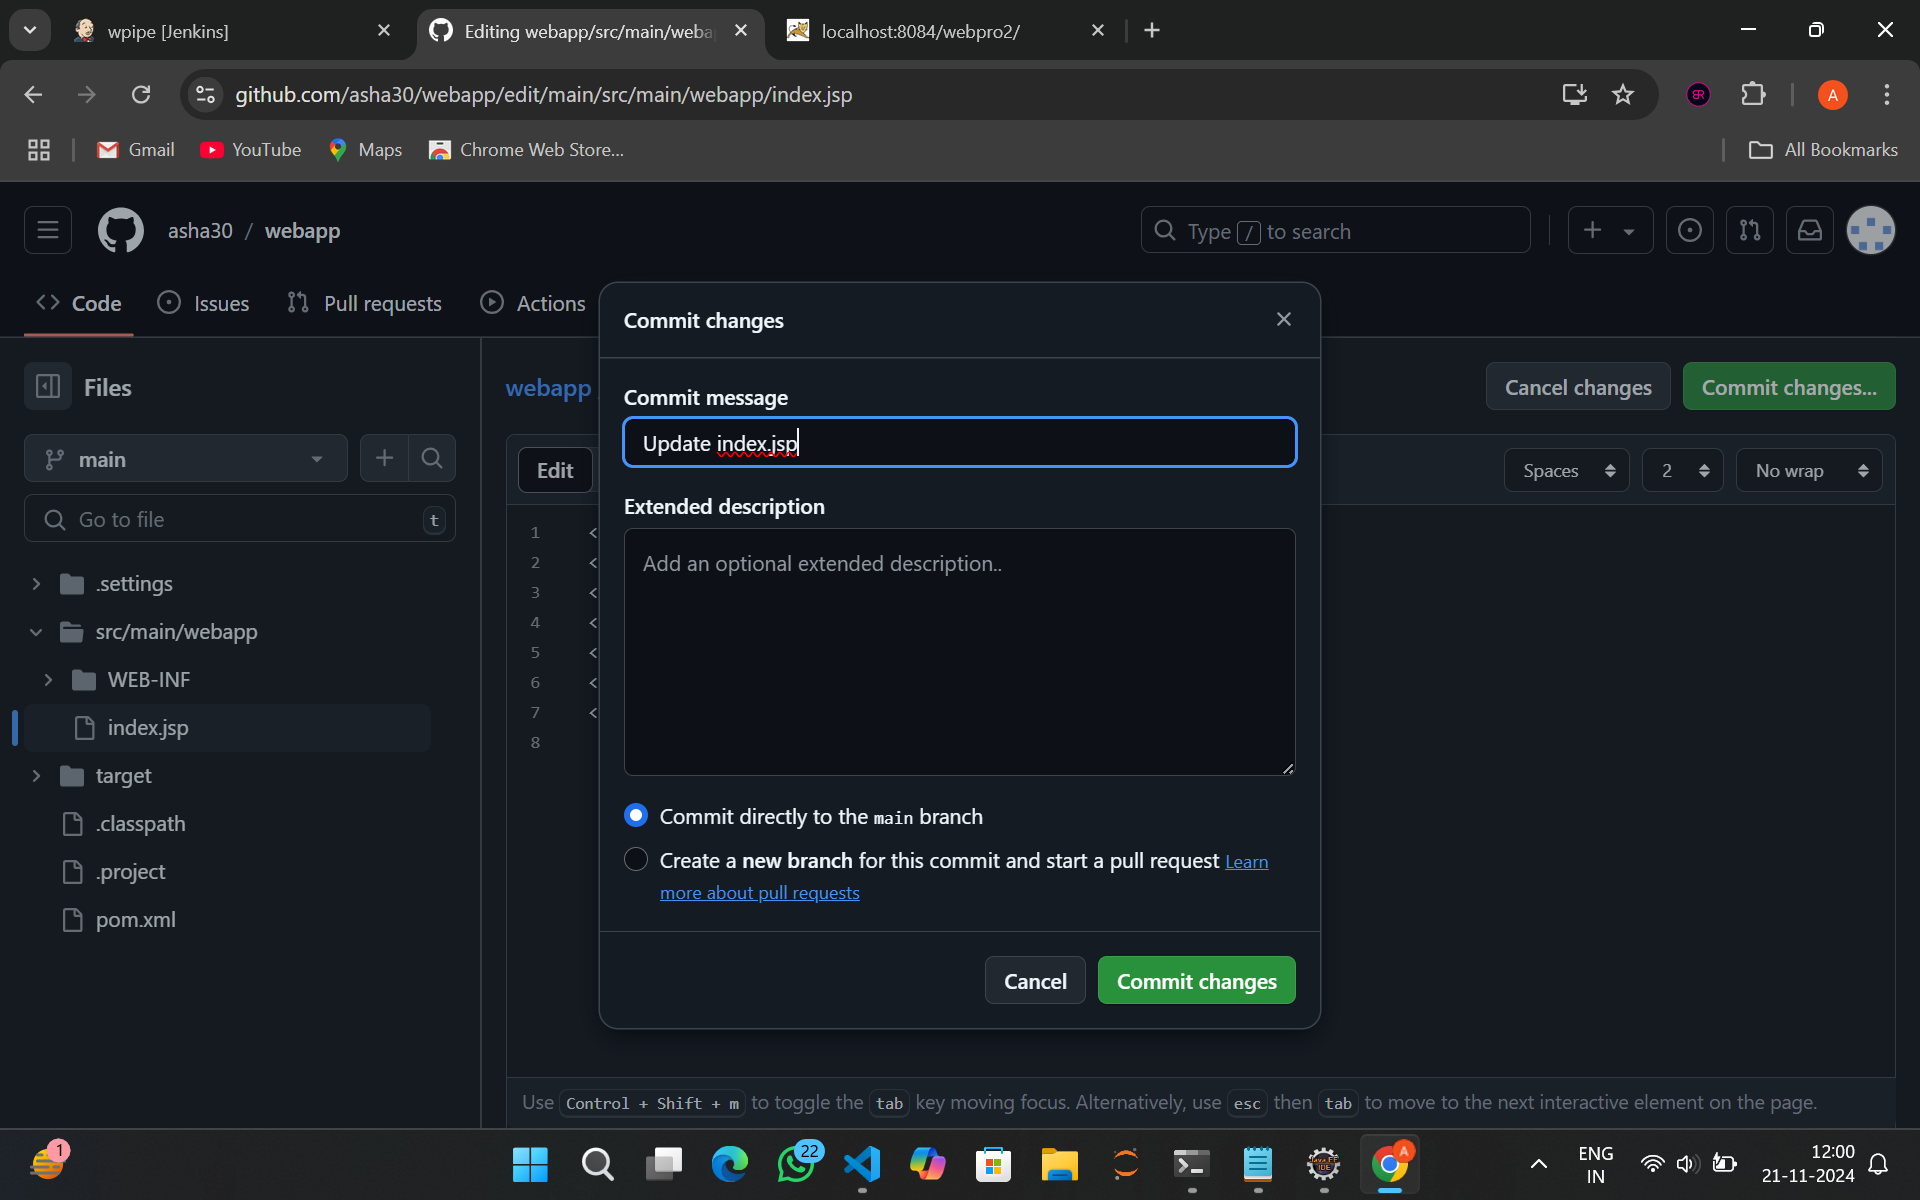 wpipe [Jenkins]
Editing webapp/src/main/weba
localhost:8084/webpro2/
github.com/asha30/webapp/edit/main/src/main/webapp/index.jsp
A
Gmail
YouTube
Maps
Chrome Web Store...
All Bookmarks
asha30 / webapp
Type / to search
Code
Issues
Pull requests
Actions
Commit changes
Files
webapp
Cancel changes
Commit changes...
Commit message
Update index.jsp
main
Edit
Spaces
2
No wrap
Go to file
t
Extended description
Add an optional extended description..
1 <
2 <
3 <
4 <
5 <
6 <
7 <
8
.settings
src/main/webapp
WEB-INF
index.jsp
target
.classpath
.project
pom.xml
Commit directly to the main branch
Create a new branch for this commit and start a pull request Learn
more about pull requests
Cancel
Commit changes
Use Control + Shift + m to toggle the tab key moving focus. Alternatively, use esc then tab to move to the next interactive element on the page.
1
22
A
ENG
IN
12:00
21-11-2024